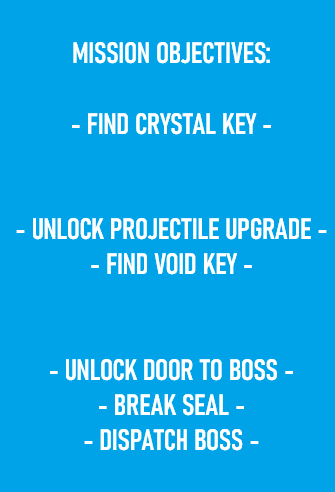 MISSION OBJECTIVES:
- FIND CRYSTAL KEY -
- UNLOCK PROJECTILE UPGRADE -
- FIND VOID KEY -
- UNLOCK DOOR TO BOSS -
- BREAK SEAL -
- DISPATCH BOSS -